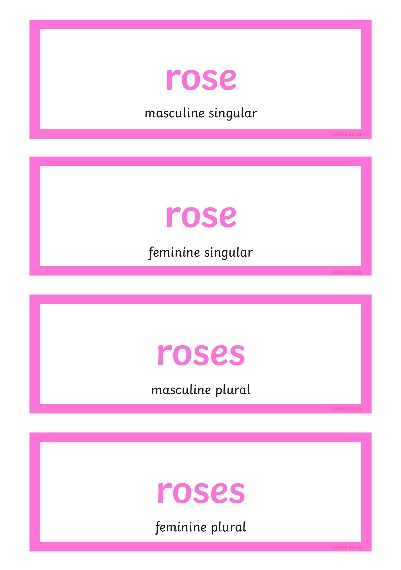 rose
masculine singular
rose
feminine singular
roses
masculine plural
roses
feminine plural